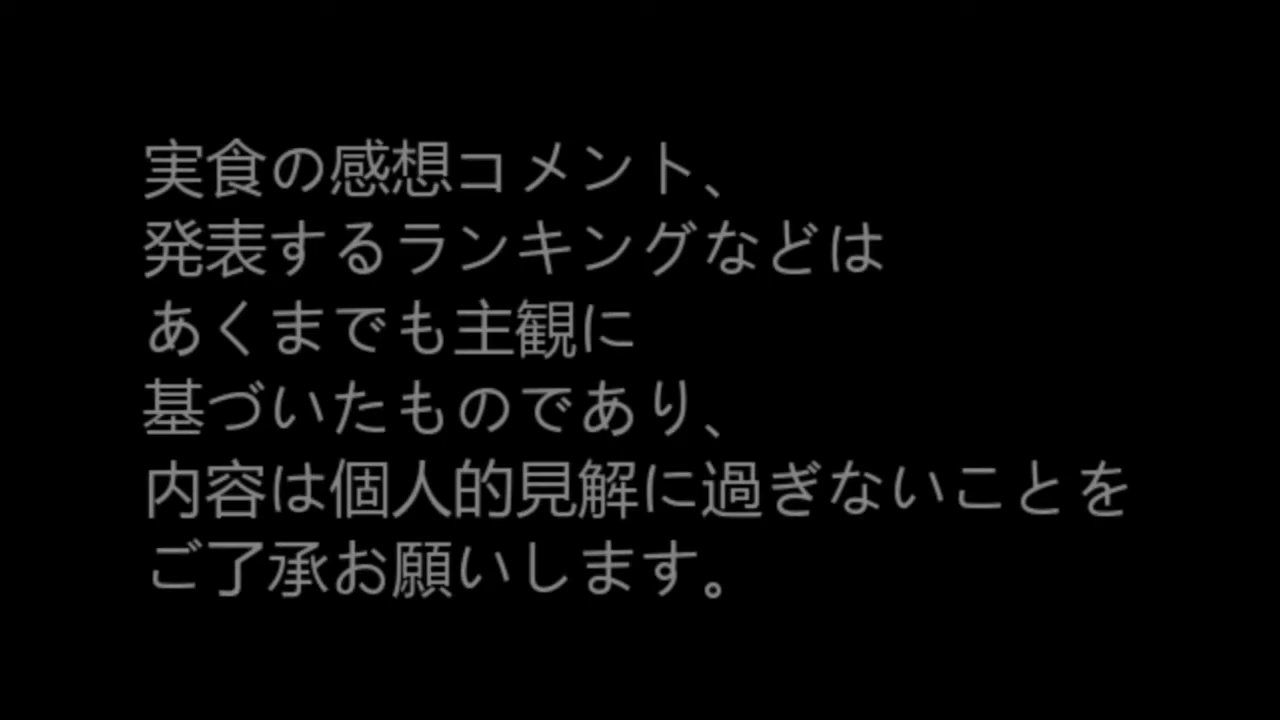 実食の感想コメント、
発表するランキングなどは
あくまでも主観に
基づいたものであり、
内容は個人的見解に過ぎないことを
ご了承お願いします。